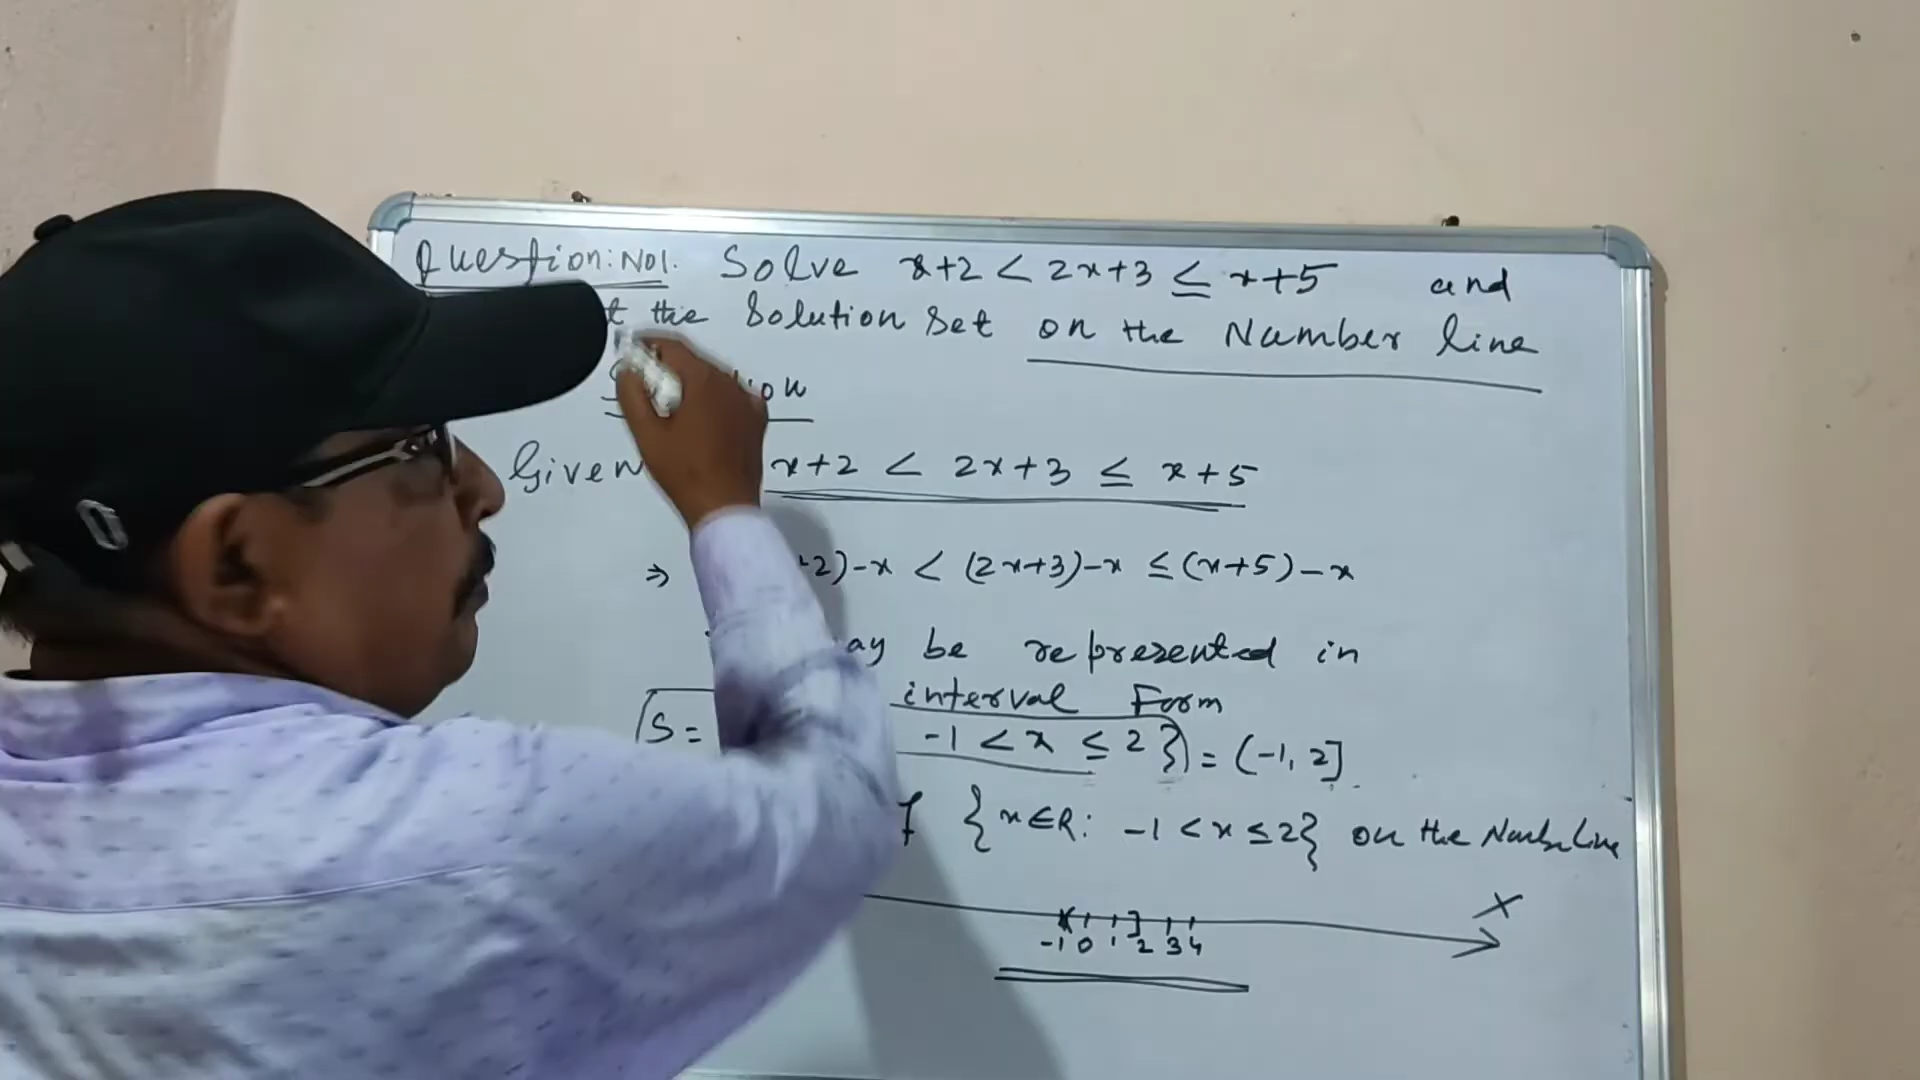 Question: No1. Solve x+2 < 2x+3 ≤ x+5 and
the Solution Set on the Number line
Given x+2 < 2x+3 ≤ x+5
⇒ +2)-x < (2x+3)-x ≤ (x+5)-x
be represented in
interval Form
S = -1 < x ≤ 2} = (-1, 2]
{x∈R: -1 < x ≤ 2} on the
X
-1 0 1 2 3 4